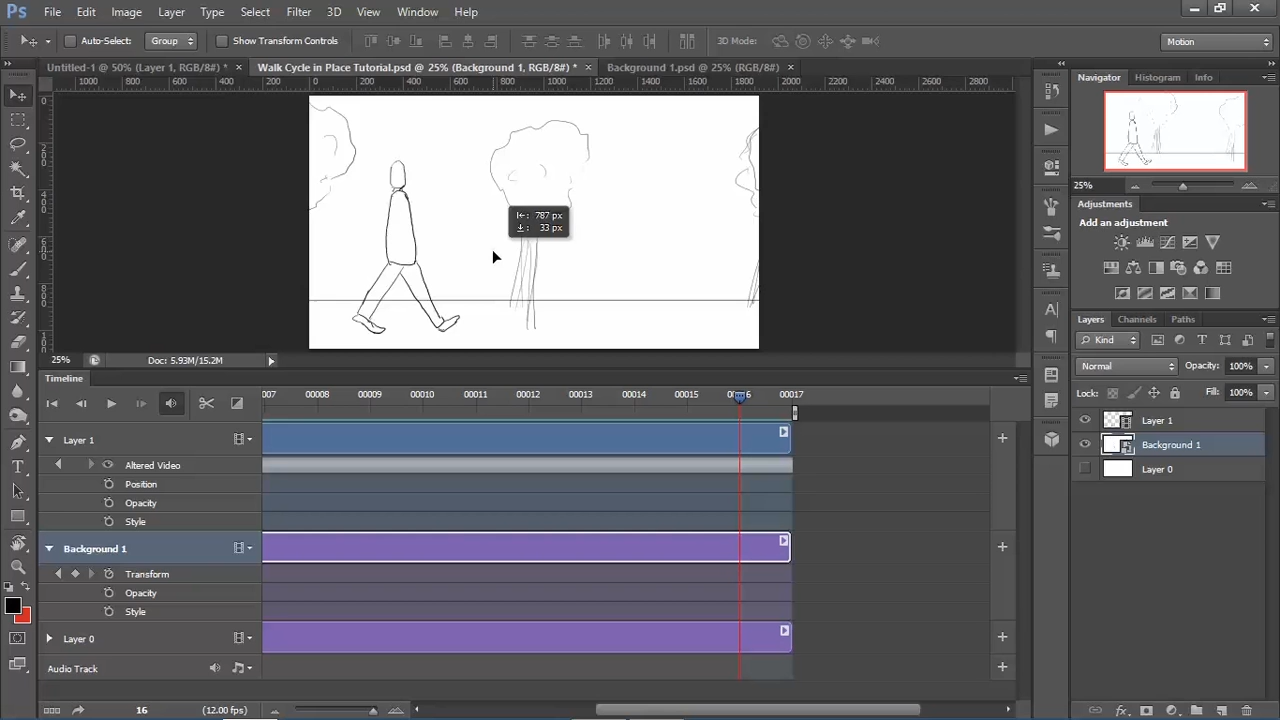 Ps File Edit Image Layer Type Select Filter 3D View Window Help
Auto-Select: Group Show Transform Controls 3D Mode: Motion
Untitled-1 @ 50% (Layer 1, RGB/8#) * × Walk Cycle in Place Tutorial.psd @ 25% (Background 1, RGB/8#) * × Background 1.psd @ 25% (RGB/8#) ×
1000 800 600 400 200 0 200 400 600 800 1000 1200 1400 1600 1800 2000 2200 2400 2600 2800
Navigator Histogram Info
25%
Adjustments
Add an adjustment
787 px
33 px
Layers Channels Paths
Kind
Normal Opacity: 100%
Lock: Fill: 100%
Layer 1
Background 1
Layer 0
25% Doc: 5.93M/15.2M
Timeline
007 00008 00009 00010 00011 00012 00013 00014 00015 00017
Layer 1
Altered Video
Position
Opacity
Style
Background 1
Transform
Opacity
Style
Layer 0
Audio Track
16 (12.00 fps)